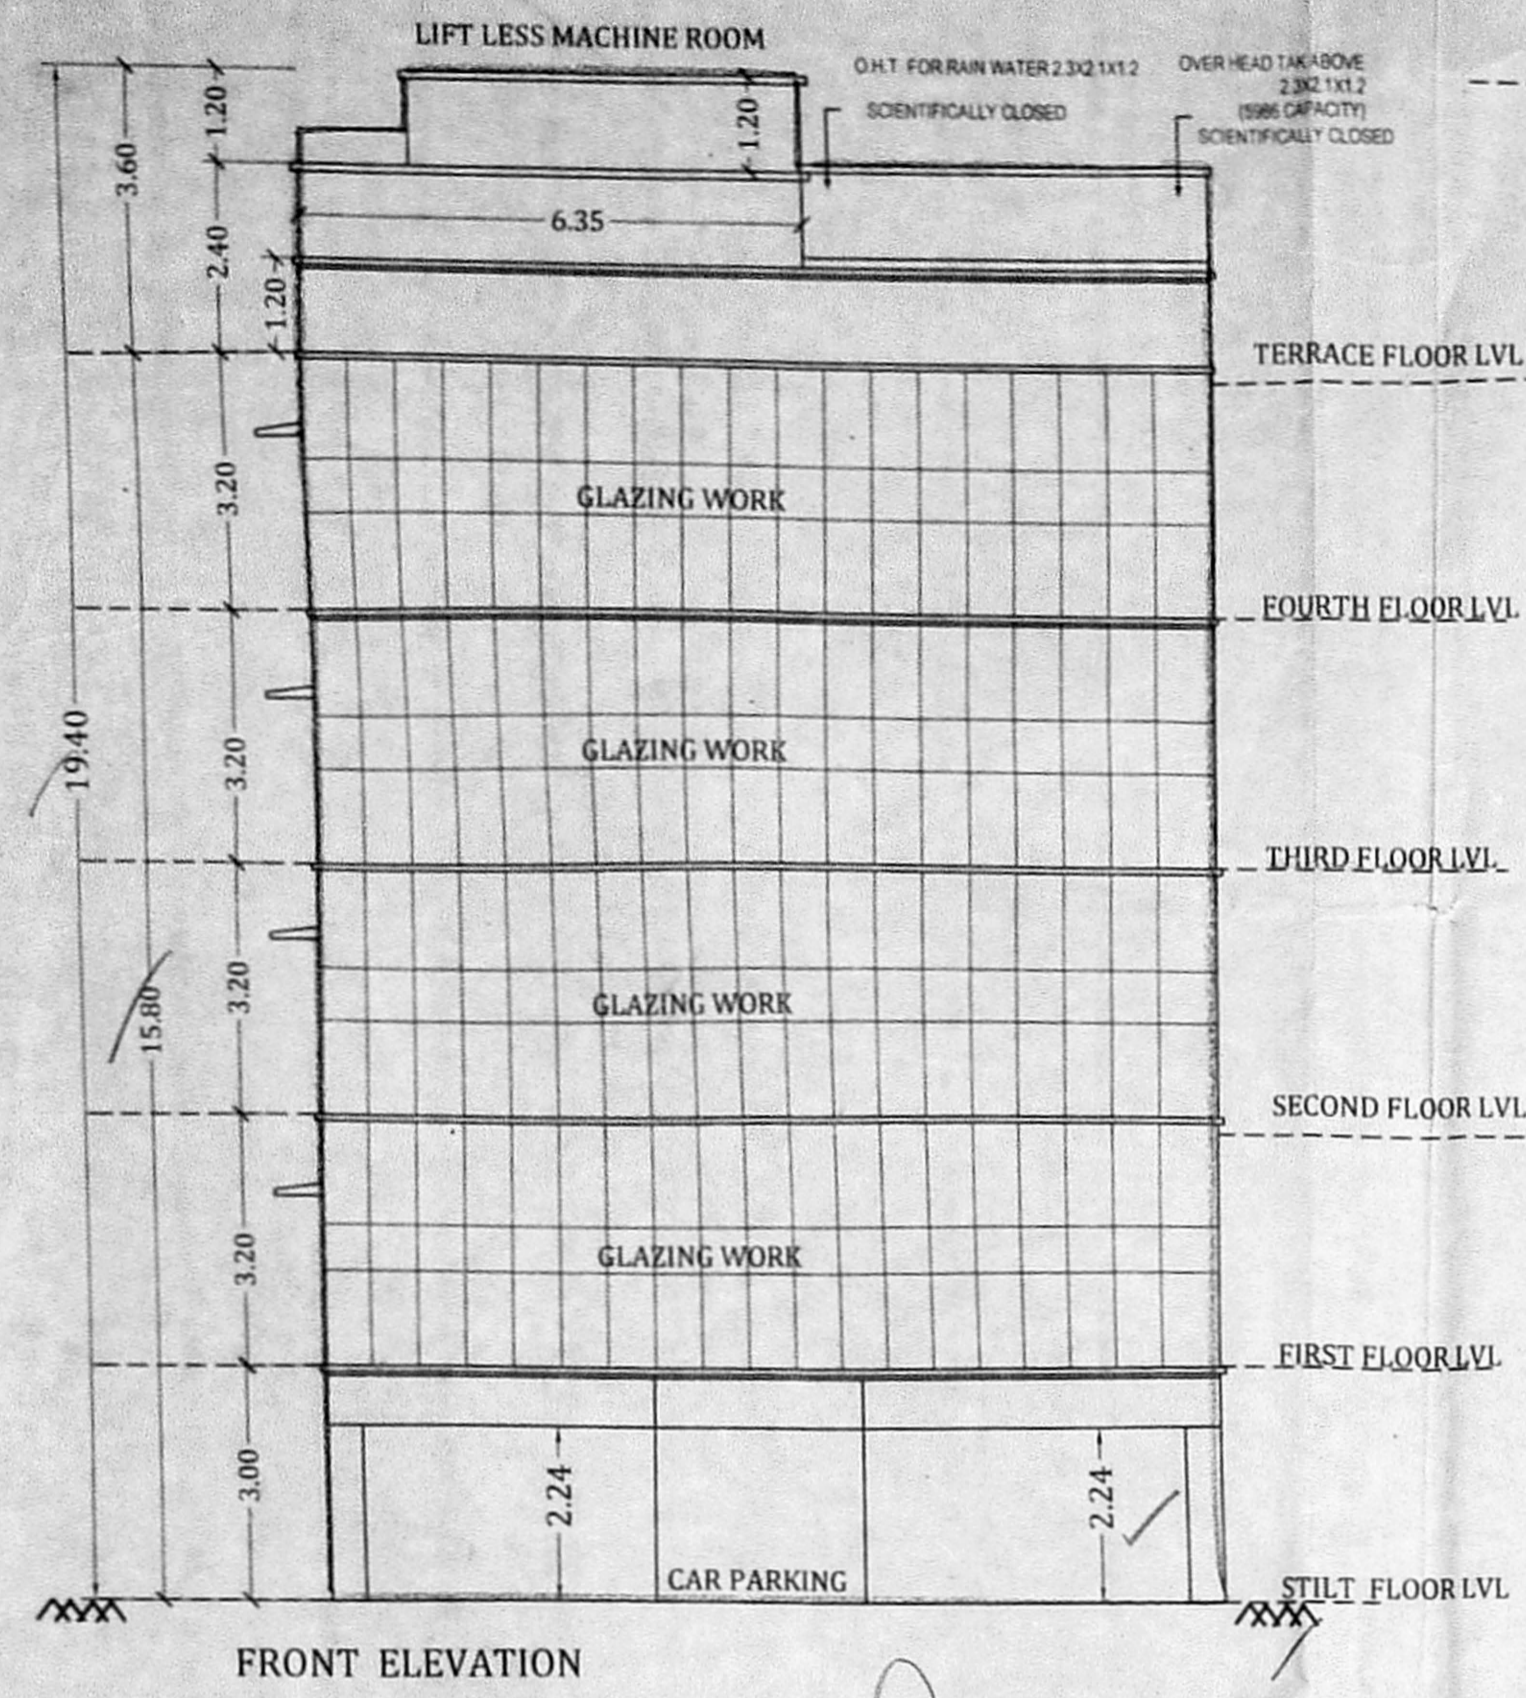 LIFT LESS MACHINE ROOM
O.H.T FOR RAIN WATER 2.3X2.1X1.2
SCIENTIFICALLY CLOSED
OVER HEAD TAK ABOVE
2.3X2.1X1.2
(5986 CAPACITY)
SCIENTIFICALLY CLOSED
1.20
1.20
3.60
6.35
2.40
1.20
TERRACE FLOOR LVL
3.20
GLAZING WORK
FOURTH FLOOR LVL
19.40
3.20
GLAZING WORK
THIRD FLOOR LVL
15.80
3.20
GLAZING WORK
SECOND FLOOR LVL
3.20
GLAZING WORK
FIRST FLOOR LVL
3.00
2.24
2.24
CAR PARKING
STILT FLOOR LVL
FRONT ELEVATION